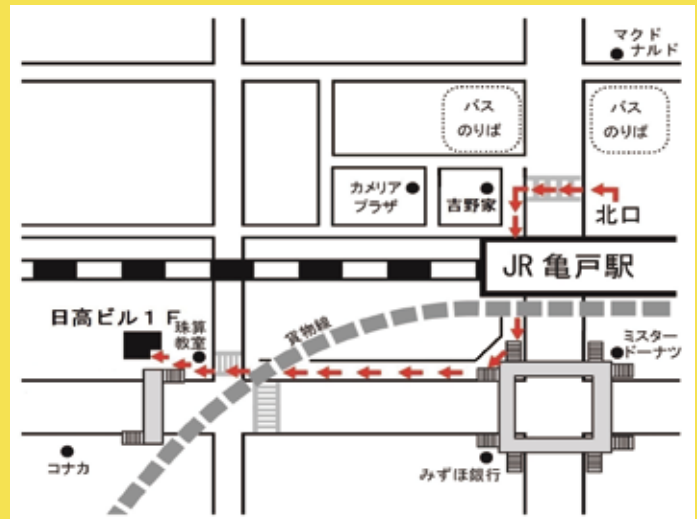 マクド
ナルド
バス
のりば
バス
のりば
カメリア
プラザ
吉野家
北口
JR 亀戸駅
日高ビル1F
珠算
教室
貨物線
ミスター
ドーナツ
コナカ
みずほ銀行